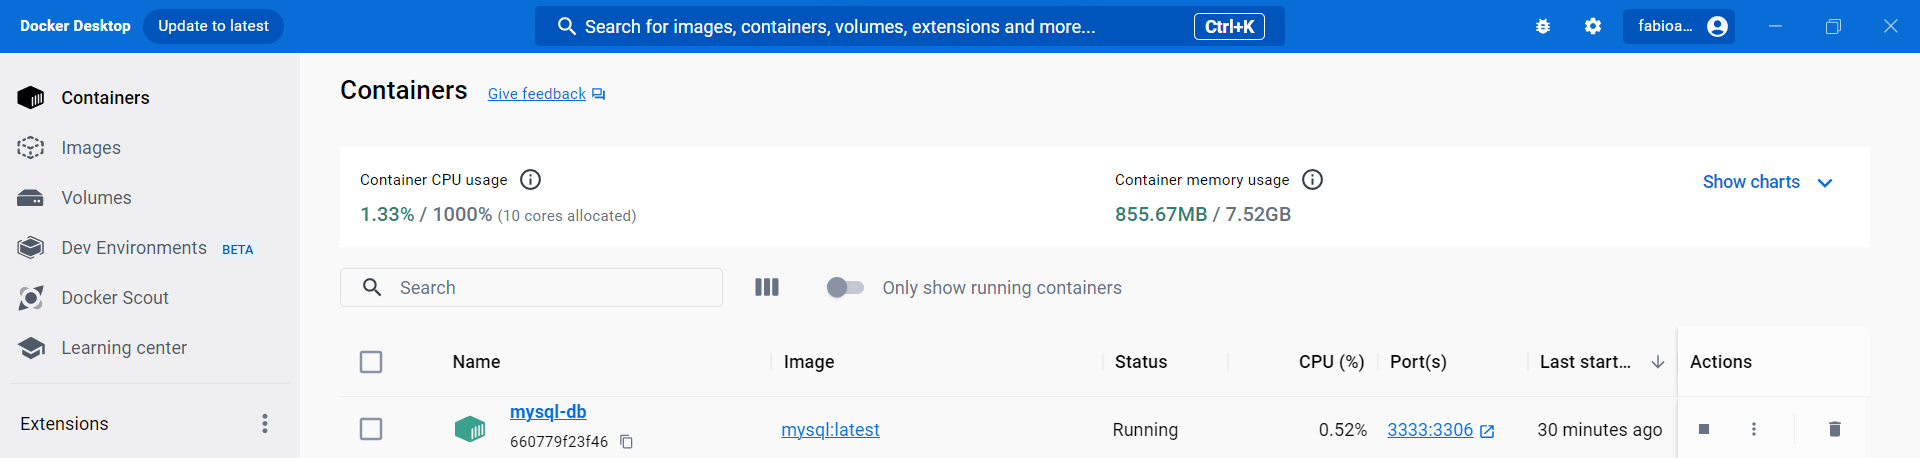 Docker Desktop Update to latest Search for images, containers, volumes, extensions and more... Ctrl+K fabioa...
Containers
Images
Volumes
Dev Environments BETA
Docker Scout
Learning center
Extensions
Containers Give feedback
Container CPU usage
1.33% / 1000% (10 cores allocated)
Container memory usage
855.67MB / 7.52GB
Show charts
Search
Only show running containers
Name Image Status CPU (%) Port(s) Last start... Actions
mysql-db
660779f23f46
mysql:latest Running 0.52% 3333:3306 30 minutes ago